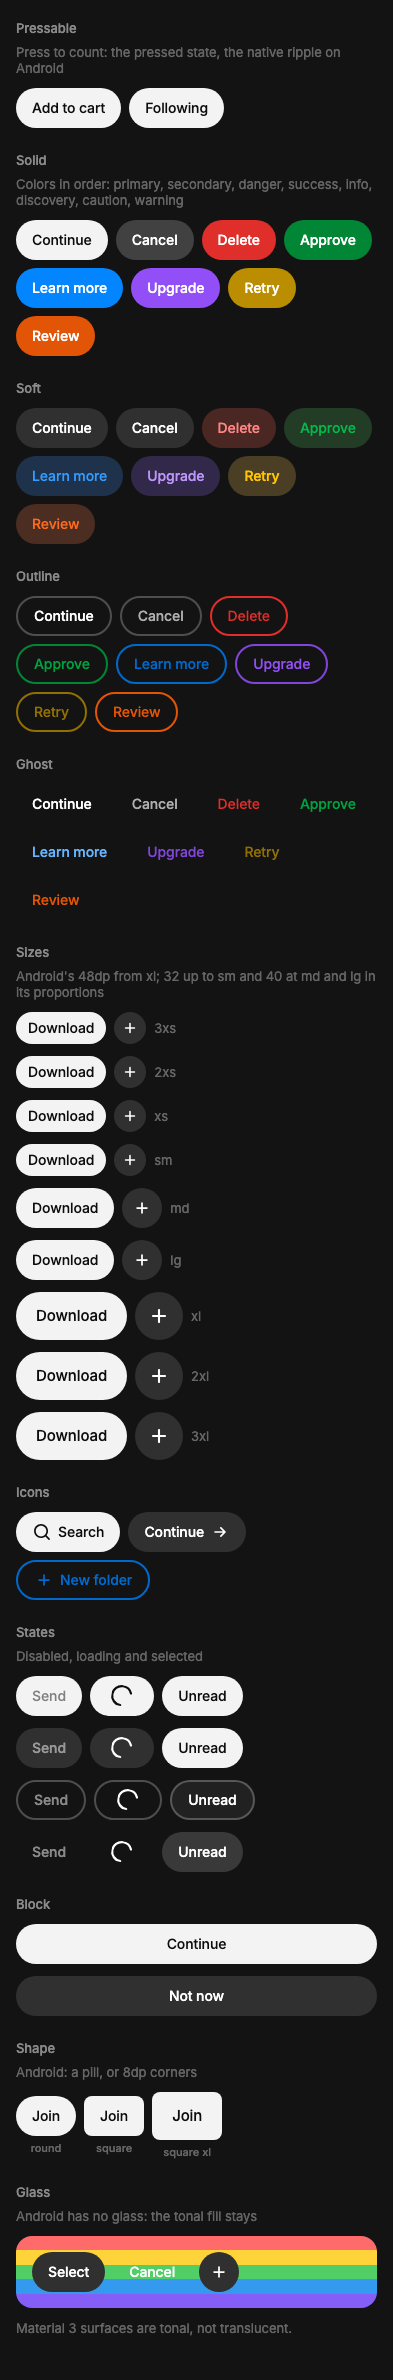 Pressable
Press to count: the pressed state, the native ripple on
Android
Add to cart Following
Solid
Colors in order: primary, secondary, danger, success, info,
discovery, caution, warning
Continue Cancel Delete Approve
Learn more Upgrade Retry
Review
Soft
Continue Cancel Delete Approve
Learn more Upgrade Retry
Review
Outline
Continue Cancel Delete
Approve Learn more Upgrade
Retry Review
Ghost
Continue Cancel Delete Approve
Learn more Upgrade Retry
Review
Sizes
Android's 48dp from xl; 32 up to sm and 40 at md and lg in
its proportions
Download + 3xs
Download + 2xs
Download + xs
Download + sm
Download + md
Download + lg
Download + xl
Download + 2xl
Download + 3xl
Icons
Search Continue →
+ New folder
States
Disabled, loading and selected
Send Unread
Send Unread
Send Unread
Send Unread
Block
Continue
Not now
Shape
Android: a pill, or 8dp corners
Join Join Join
round square square xl
Glass
Android has no glass: the tonal fill stays
Select Cancel +
Material 3 surfaces are tonal, not translucent.